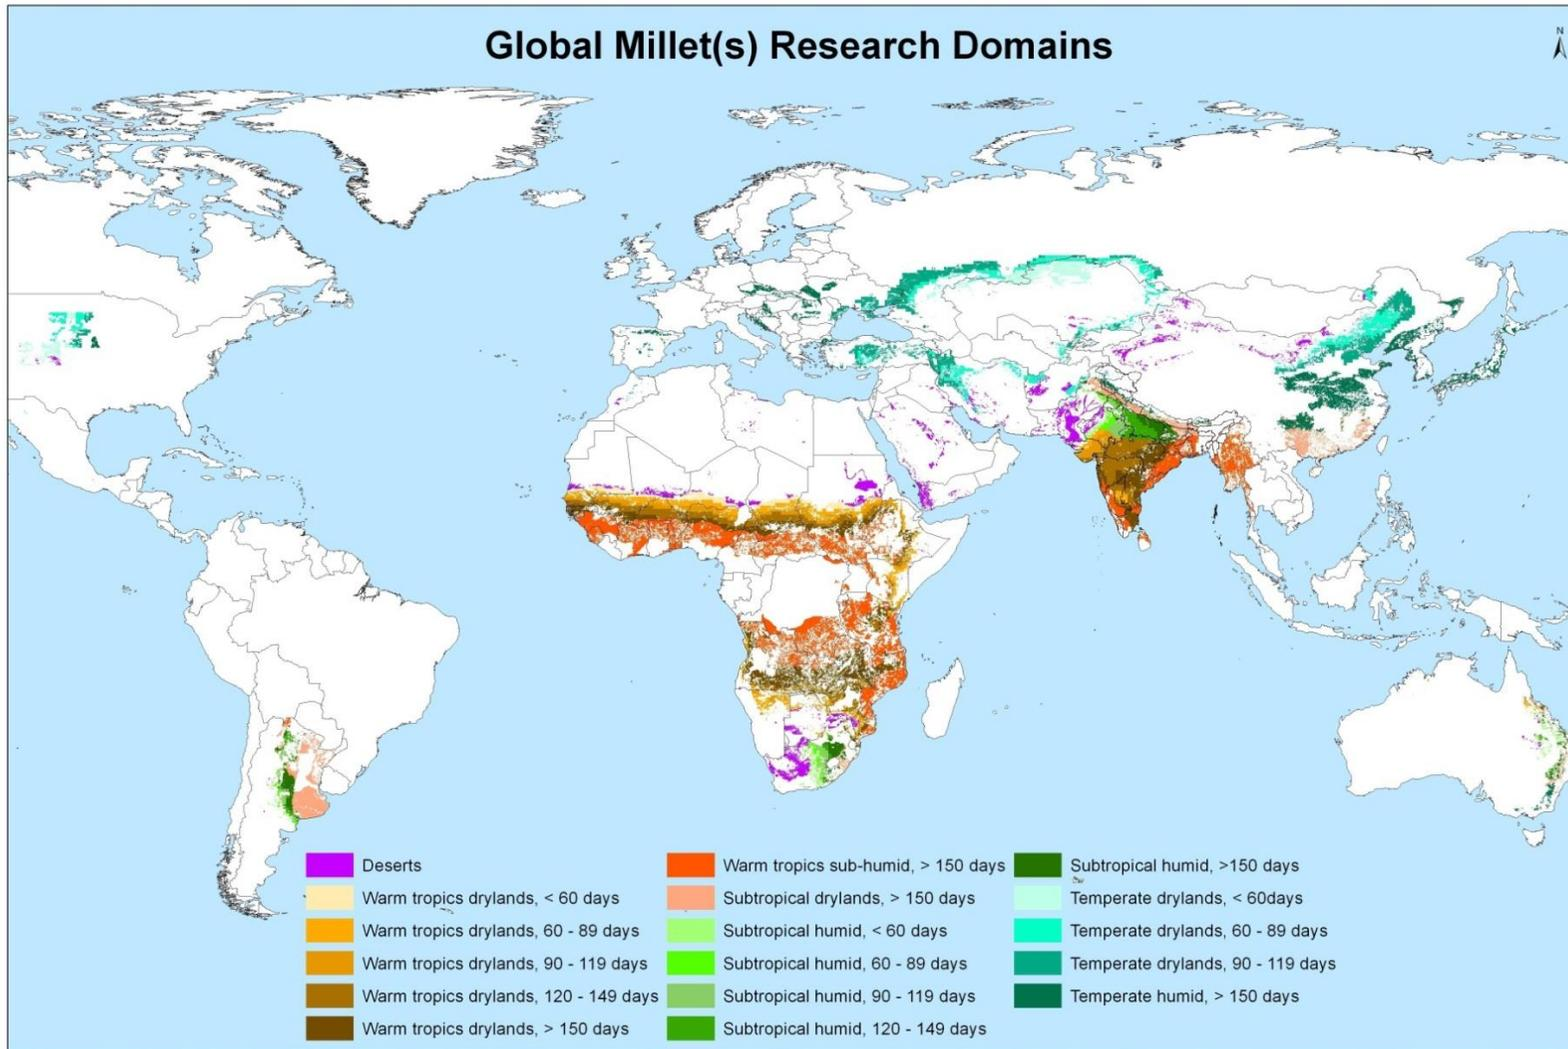 Global Millet(s) Research Domains
N
Deserts
Warm tropics drylands, < 60 days
Warm tropics drylands, 60 - 89 days
Warm tropics drylands, 90 - 119 days
Warm tropics drylands, 120 - 149 days
Warm tropics drylands, > 150 days
Warm tropics sub-humid, > 150 days
Subtropical drylands, > 150 days
Subtropical humid, < 60 days
Subtropical humid, 60 - 89 days
Subtropical humid, 90 - 119 days
Subtropical humid, 120 - 149 days
Subtropical humid, >150 days
Temperate drylands, < 60days
Temperate drylands, 60 - 89 days
Temperate drylands, 90 - 119 days
Temperate humid, > 150 days